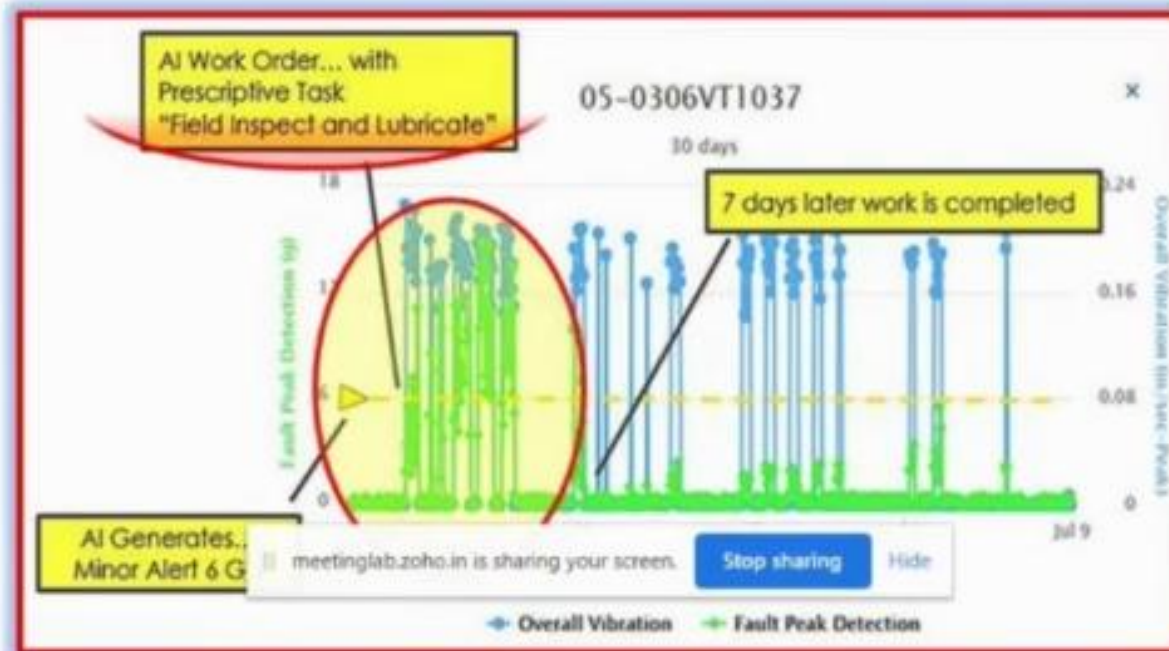 AI Work Order... with
Prescriptive Task
"Field Inspect and Lubricate"
05-0306VT1037
×
30 days
7 days later work is completed
18
0.24
0.16
6
0.08
0
0
Fault Peak Detection (g)
Overall Vibration (in/sec-Peak)
Jul 9
AI Generates..
Minor Alert 6 G
meetinglab.zoho.in is sharing your screen.
Stop sharing
Hide
Overall Vibration
Fault Peak Detection